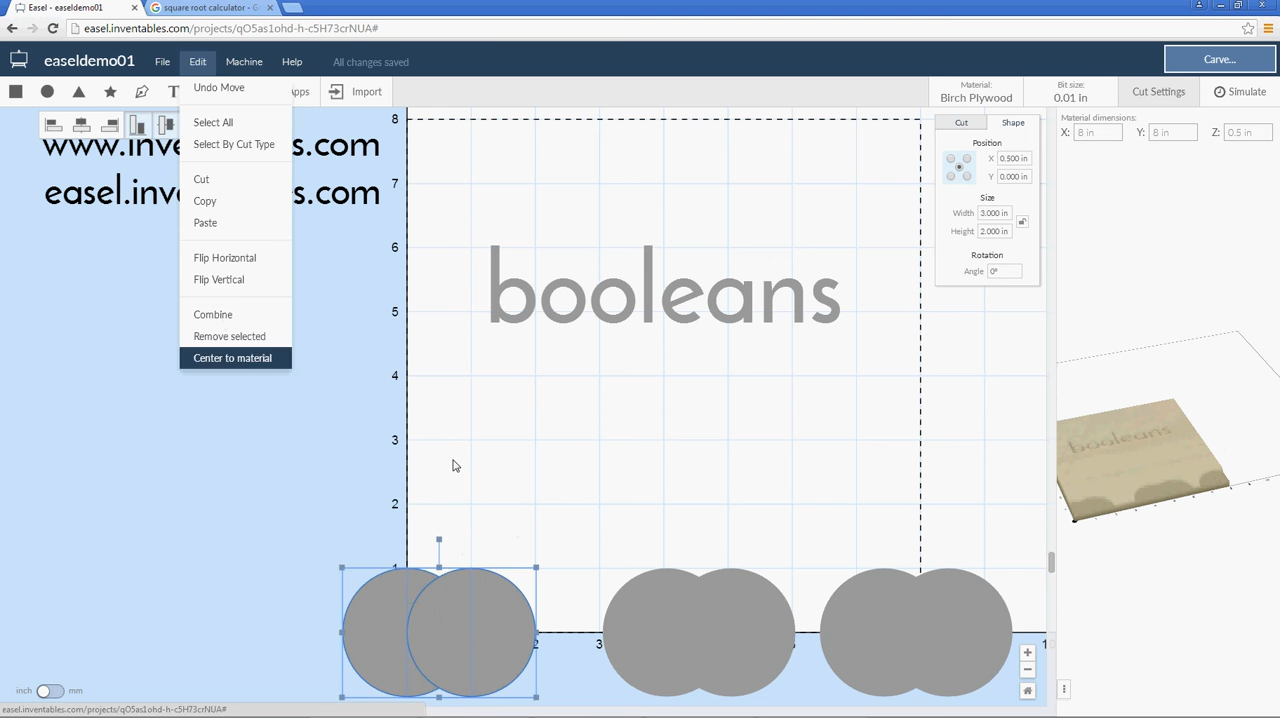 Easel - easeldemo01
square root calculator - G
easel.inventables.com/projects/qO5as1ohd-h-c5H73crNUA#
easeldemo01 File Edit Machine Help All changes saved Carve...
T Apps Import Material: Birch Plywood Bit size: 0.01 in Cut Settings Simulate
Undo Move
Select All
Select By Cut Type
Cut
Copy
Paste
Flip Horizontal
Flip Vertical
Combine
Remove selected
Center to material
www.inve s.com
easel.inv s.com
8
7
6
5
4
3
2
1
2
3
booleans
Cut Shape
Position
X 0.500 in
Y 0.000 in
Size
Width 3.000 in
Height 2.000 in
Rotation
Angle 0°
Material dimensions:
X: 8 in Y: 8 in Z: 0.5 in
booleans
inch mm
easel.inventables.com/projects/qO5as1ohd-h-c5H73crNUA#